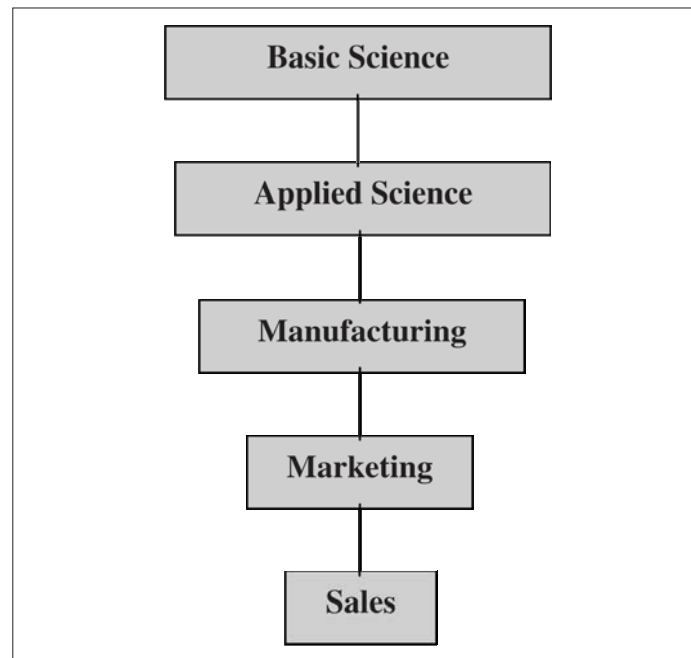 Basic Science
Applied Science
Manufacturing
Marketing
Sales